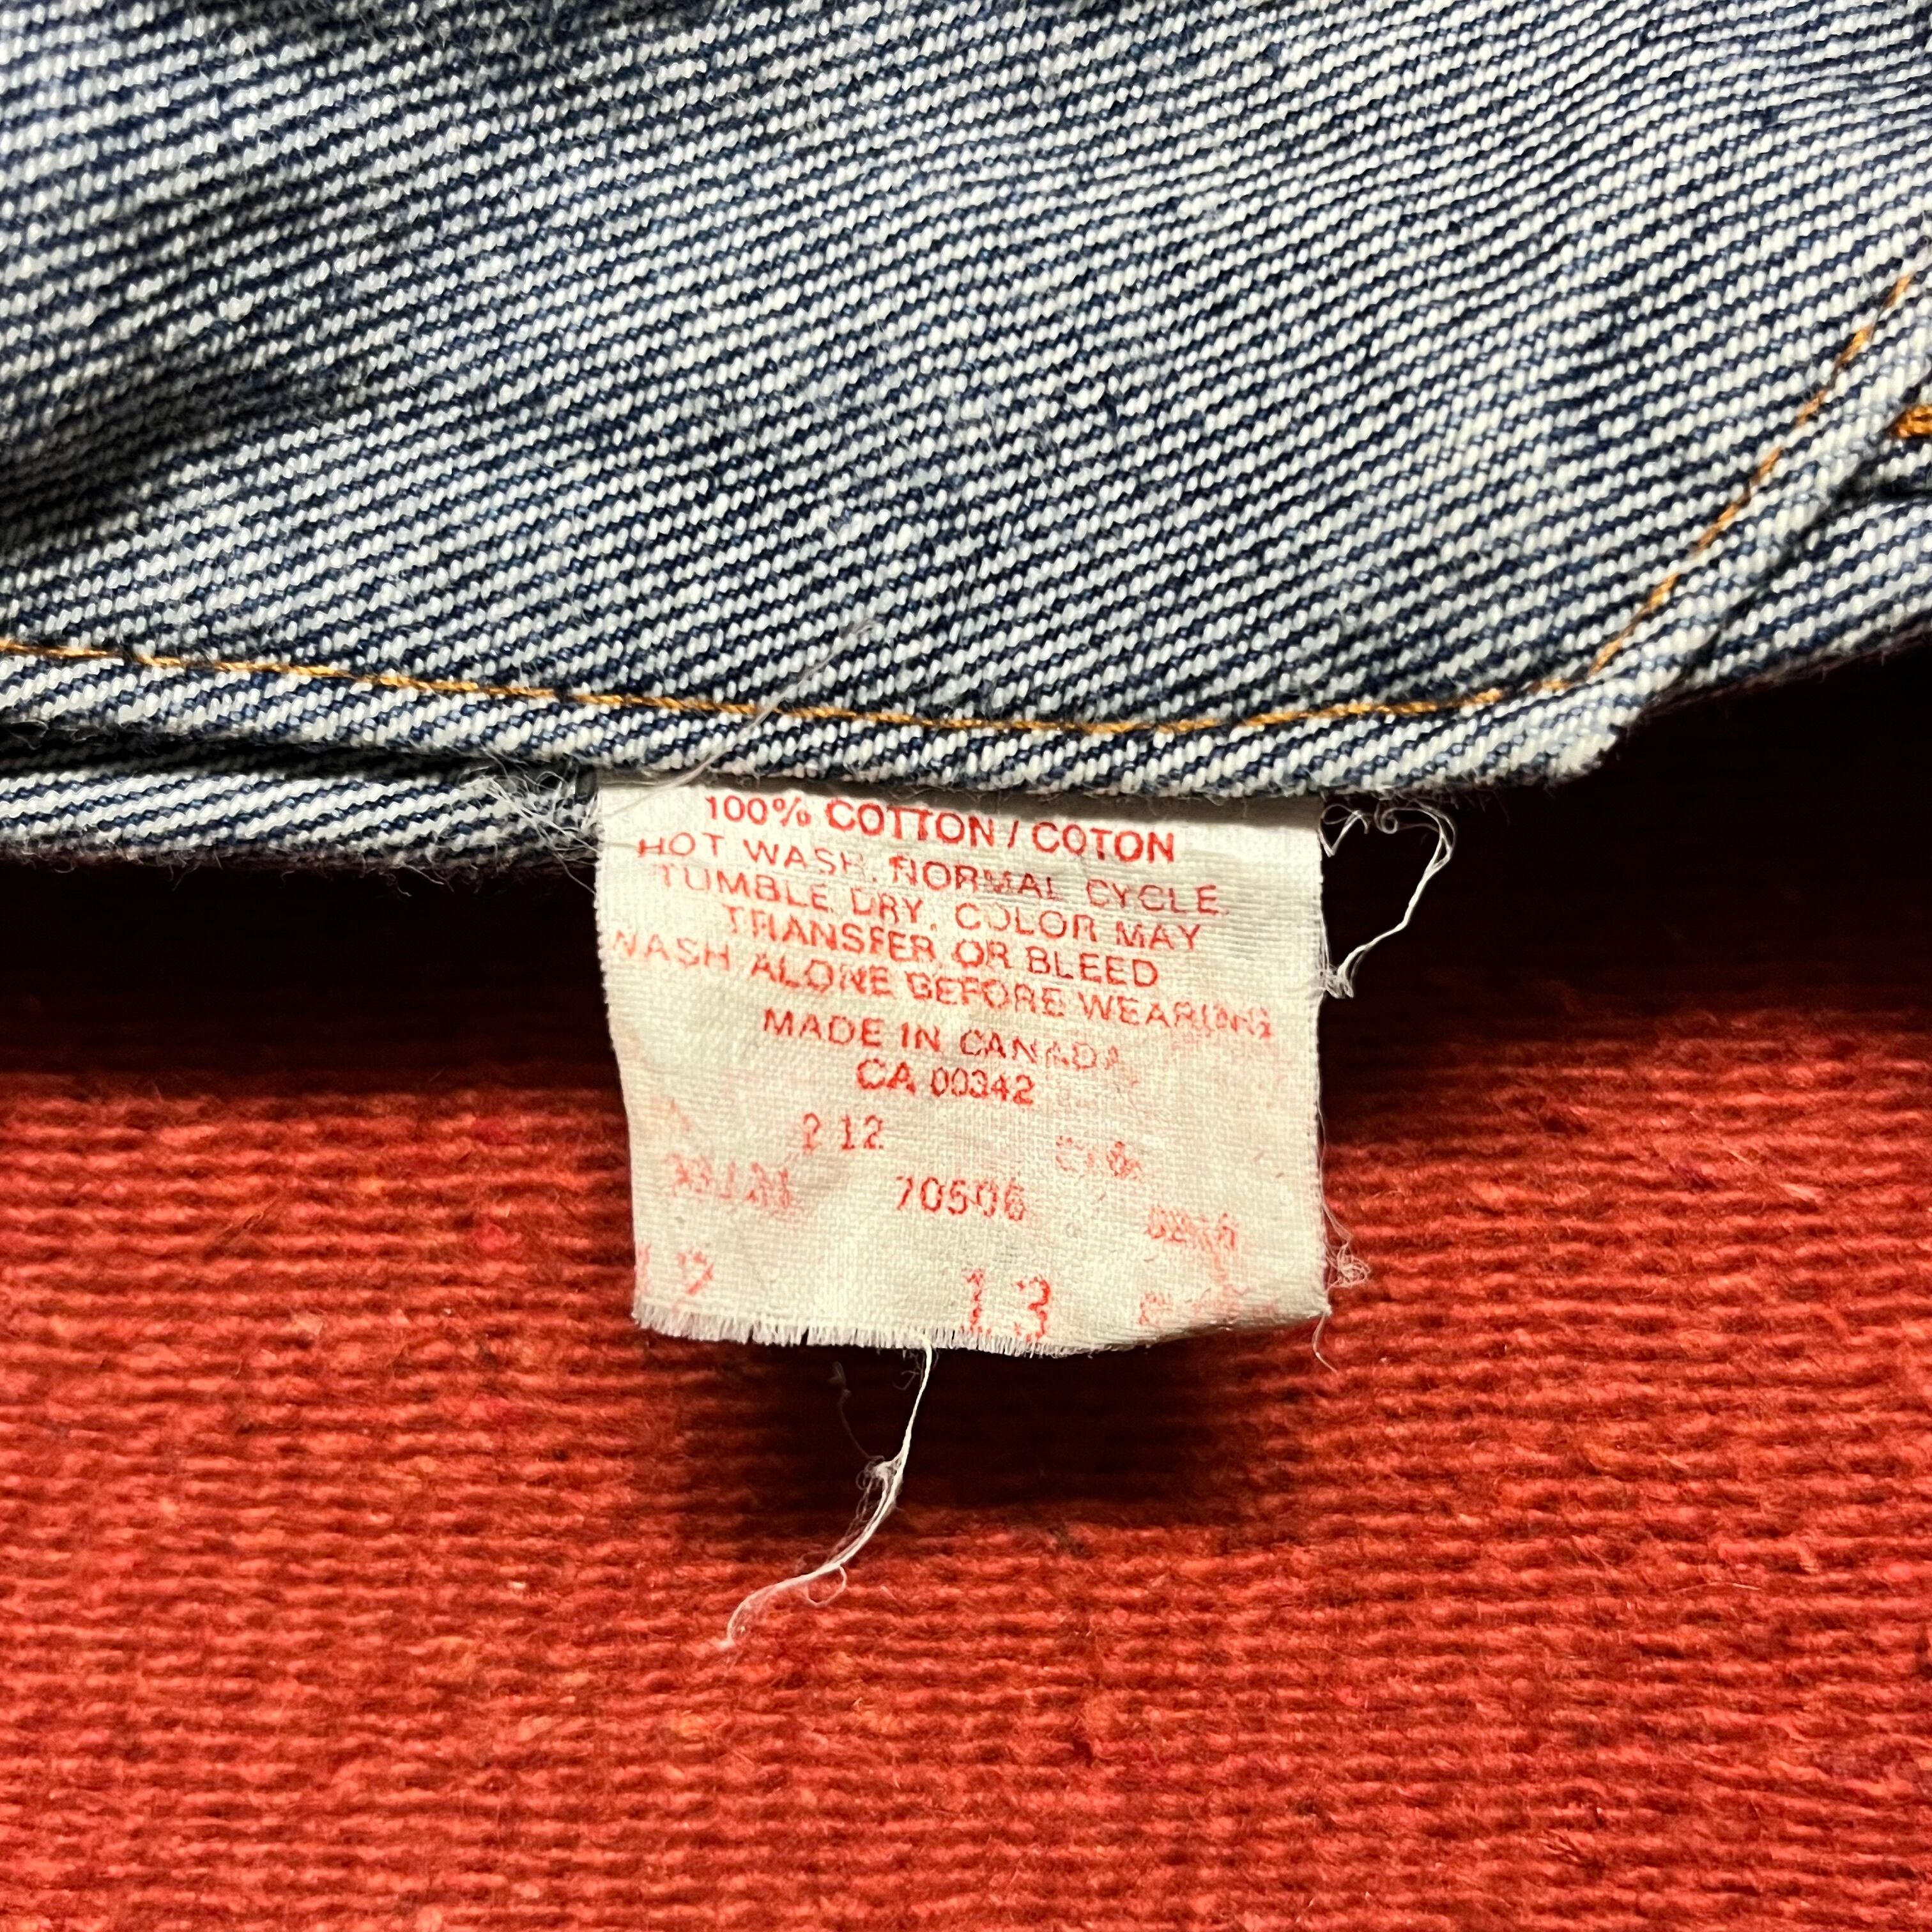 100% COTTON / COTON
HOT WASH. NORMAL CYCLE.
TUMBLE DRY, COLOR MAY
TRANSFER OR BLEED
WASH ALONE BEFORE WEARING
MADE IN CANADA
CA 00342
212
70506
13